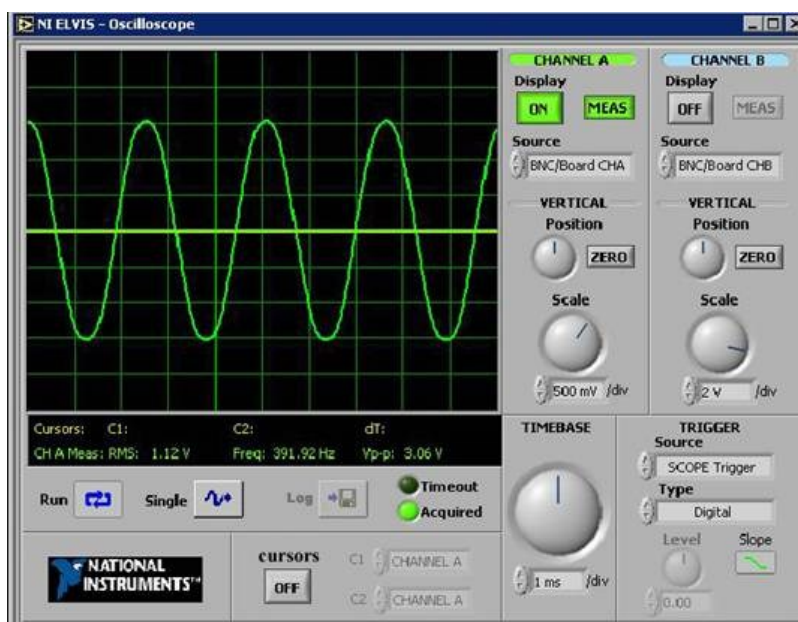 NI ELVIS - Oscilloscope
CHANNEL A
Display
ON
MEAS
Source
BNC/Board CHA
VERTICAL
Position
ZERO
Scale
500 mV /div
CHANNEL B
Display
OFF
MEAS
Source
BNC/Board CHB
VERTICAL
Position
ZERO
Scale
2 V /div
Cursors: C1: C2: dT:
CH A Meas: RMS: 1.12 V Freq: 391.92 Hz Vp-p: 3.06 V
Run
Single
Log
Timeout
Acquired
NATIONAL
INSTRUMENTS™
cursors
OFF
C1 CHANNEL A
C2 CHANNEL A
TIMEBASE
1 ms /div
TRIGGER
Source
SCOPE Trigger
Type
Digital
Level
Slope
0.00